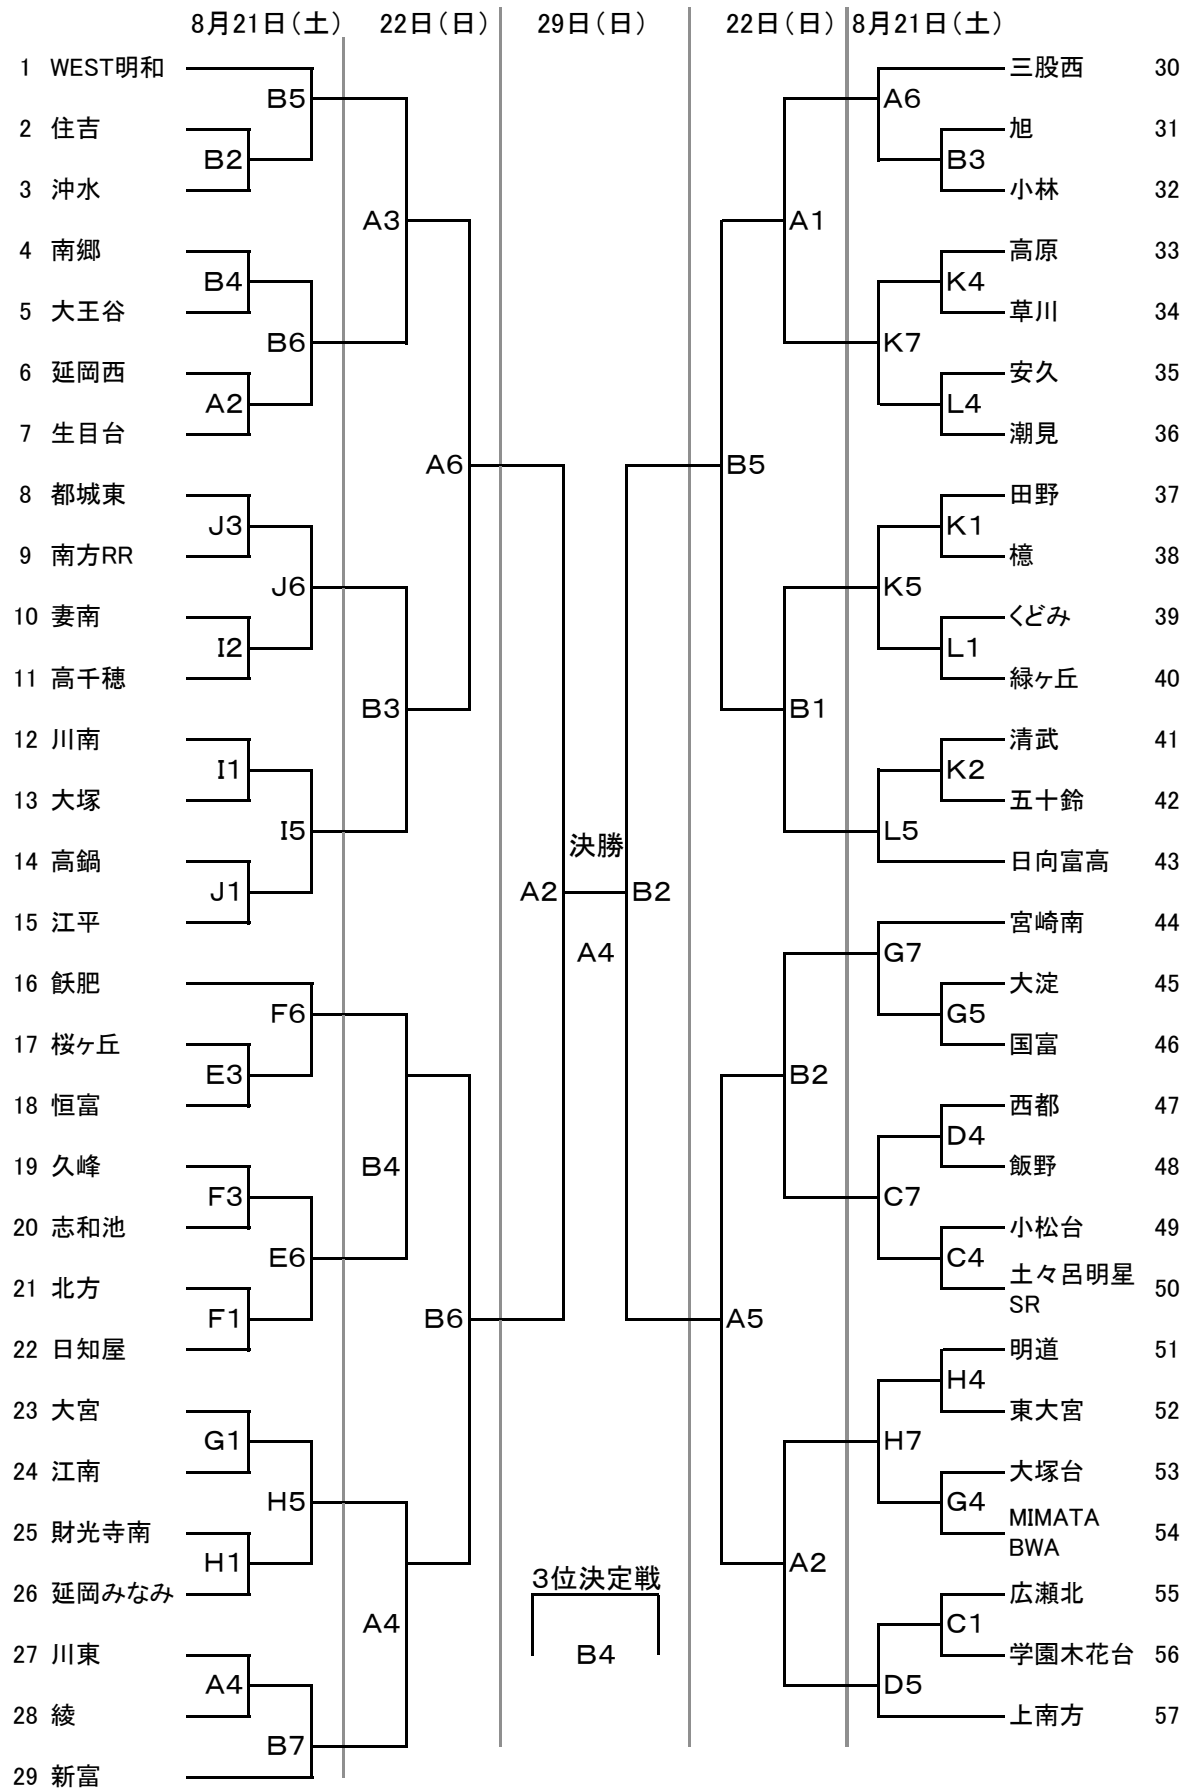 8月21日(土) 22日(日) 29日(日) 22日(日) 8月21日(土)
1 WEST明和 三股西 30
B5 A6
2 住吉 旭 31
B2 B3
3 沖水 小林 32
A3 A1
4 南郷 高原 33
B4 K4
5 大王谷 草川 34
B6 K7
6 延岡西 安久 35
A2 L4
7 生目台 潮見 36
A6 B5
8 都城東 田野 37
J3 K1
9 南方RR 檍 38
J6 K5
10 妻南 くどみ 39
I2 L1
11 高千穂 緑ヶ丘 40
B3 B1
12 川南 清武 41
I1 K2
13 大塚 五十鈴 42
I5 L5
決勝
14 高鍋 日向富高 43
J1 A2 B2
15 江平 宮崎南 44
A4 G7
16 飫肥 大淀 45
F6 G5
17 桜ヶ丘 国富 46
E3 B2
18 恒富 西都 47
D4
19 久峰 B4 飯野 48
F3 C7
20 志和池 小松台 49
E6 C4
21 北方 土々呂明星 50
SR
F1 B6 A5
22 日知屋 明道 51
H4
23 大宮 東大宮 52
G1 H7
24 江南 大塚台 53
H5 G4
25 財光寺南 MIMATA 54
BWA
H1 A2
3位決定戦
26 延岡みなみ 広瀬北 55
A4 C1
27 川東 B4 学園木花台 56
A4 D5
28 綾 上南方 57
B7
29 新富